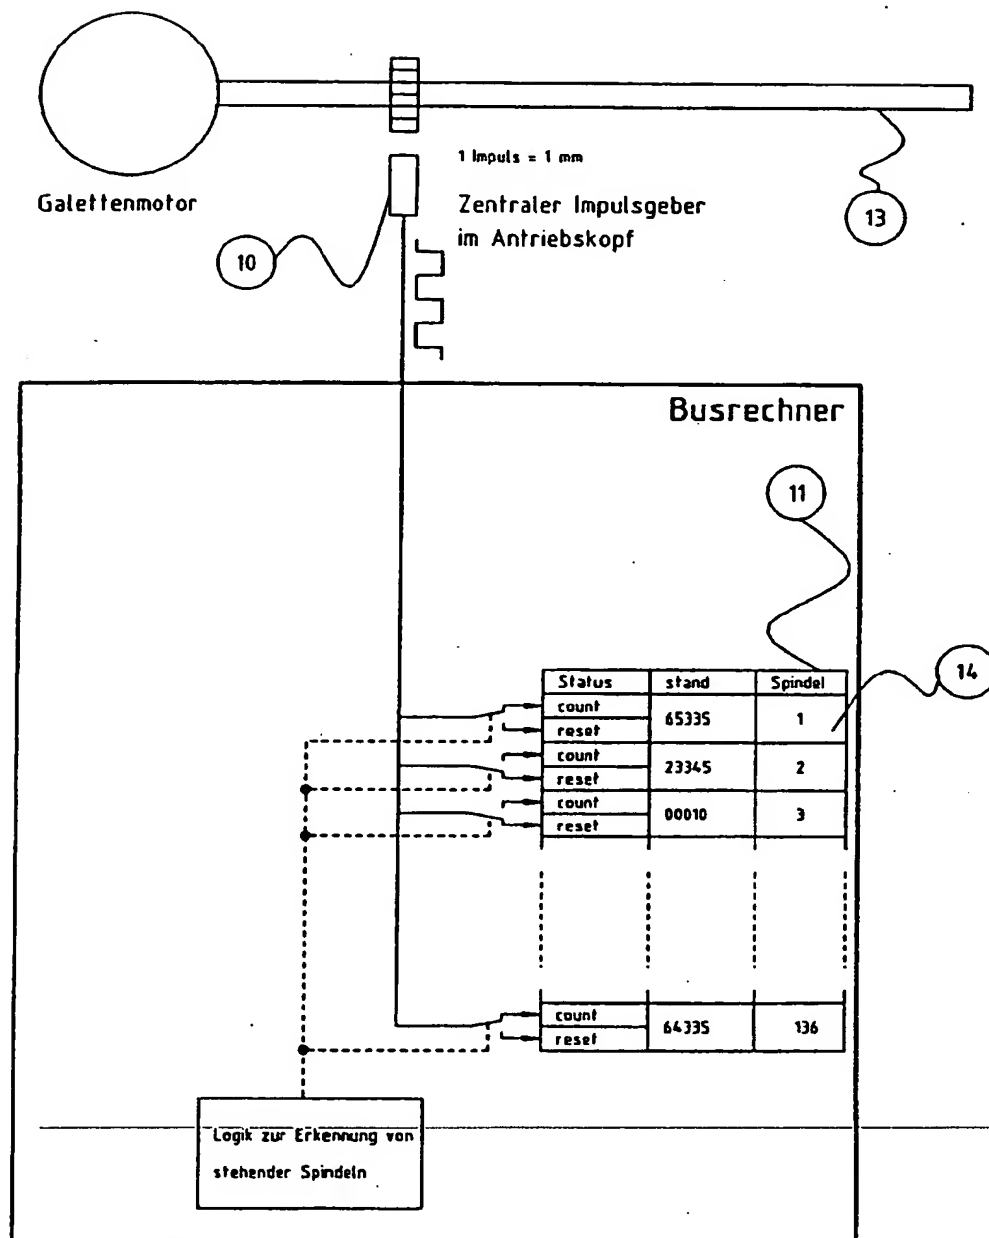 Galettenmotor
1 Impuls = 1 mm
Zentraler Impulsgeber
im Antriebskopf
13
10
Busrechner
11
14
Status stand Spindel
count
65335 1
reset
count
23345 2
reset
count
00010 3
reset
count
64335 136
reset
Logik zur Erkennung von
stehender Spindeln